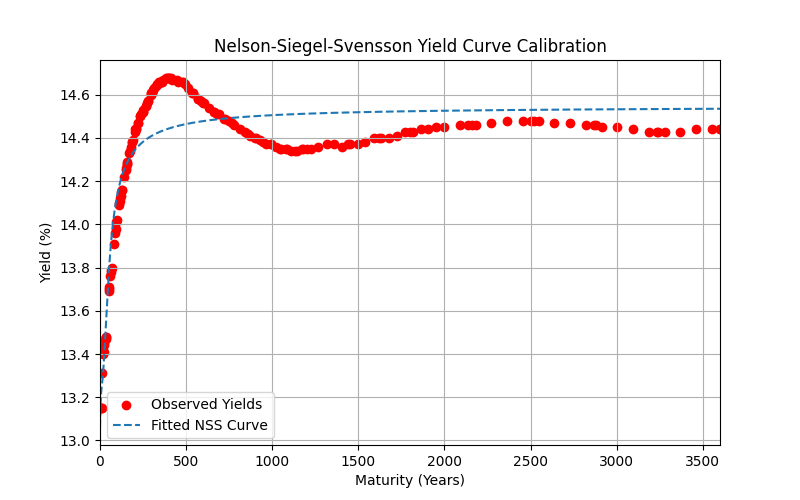 Nelson-Siegel-Svensson Yield Curve Calibration
Yield (%)
14.6
14.4
14.2
14.0
13.8
13.6
13.4
13.2
13.0
Observed Yields
Fitted NSS Curve
0 500 1000 1500 2000 2500 3000 3500
Maturity (Years)